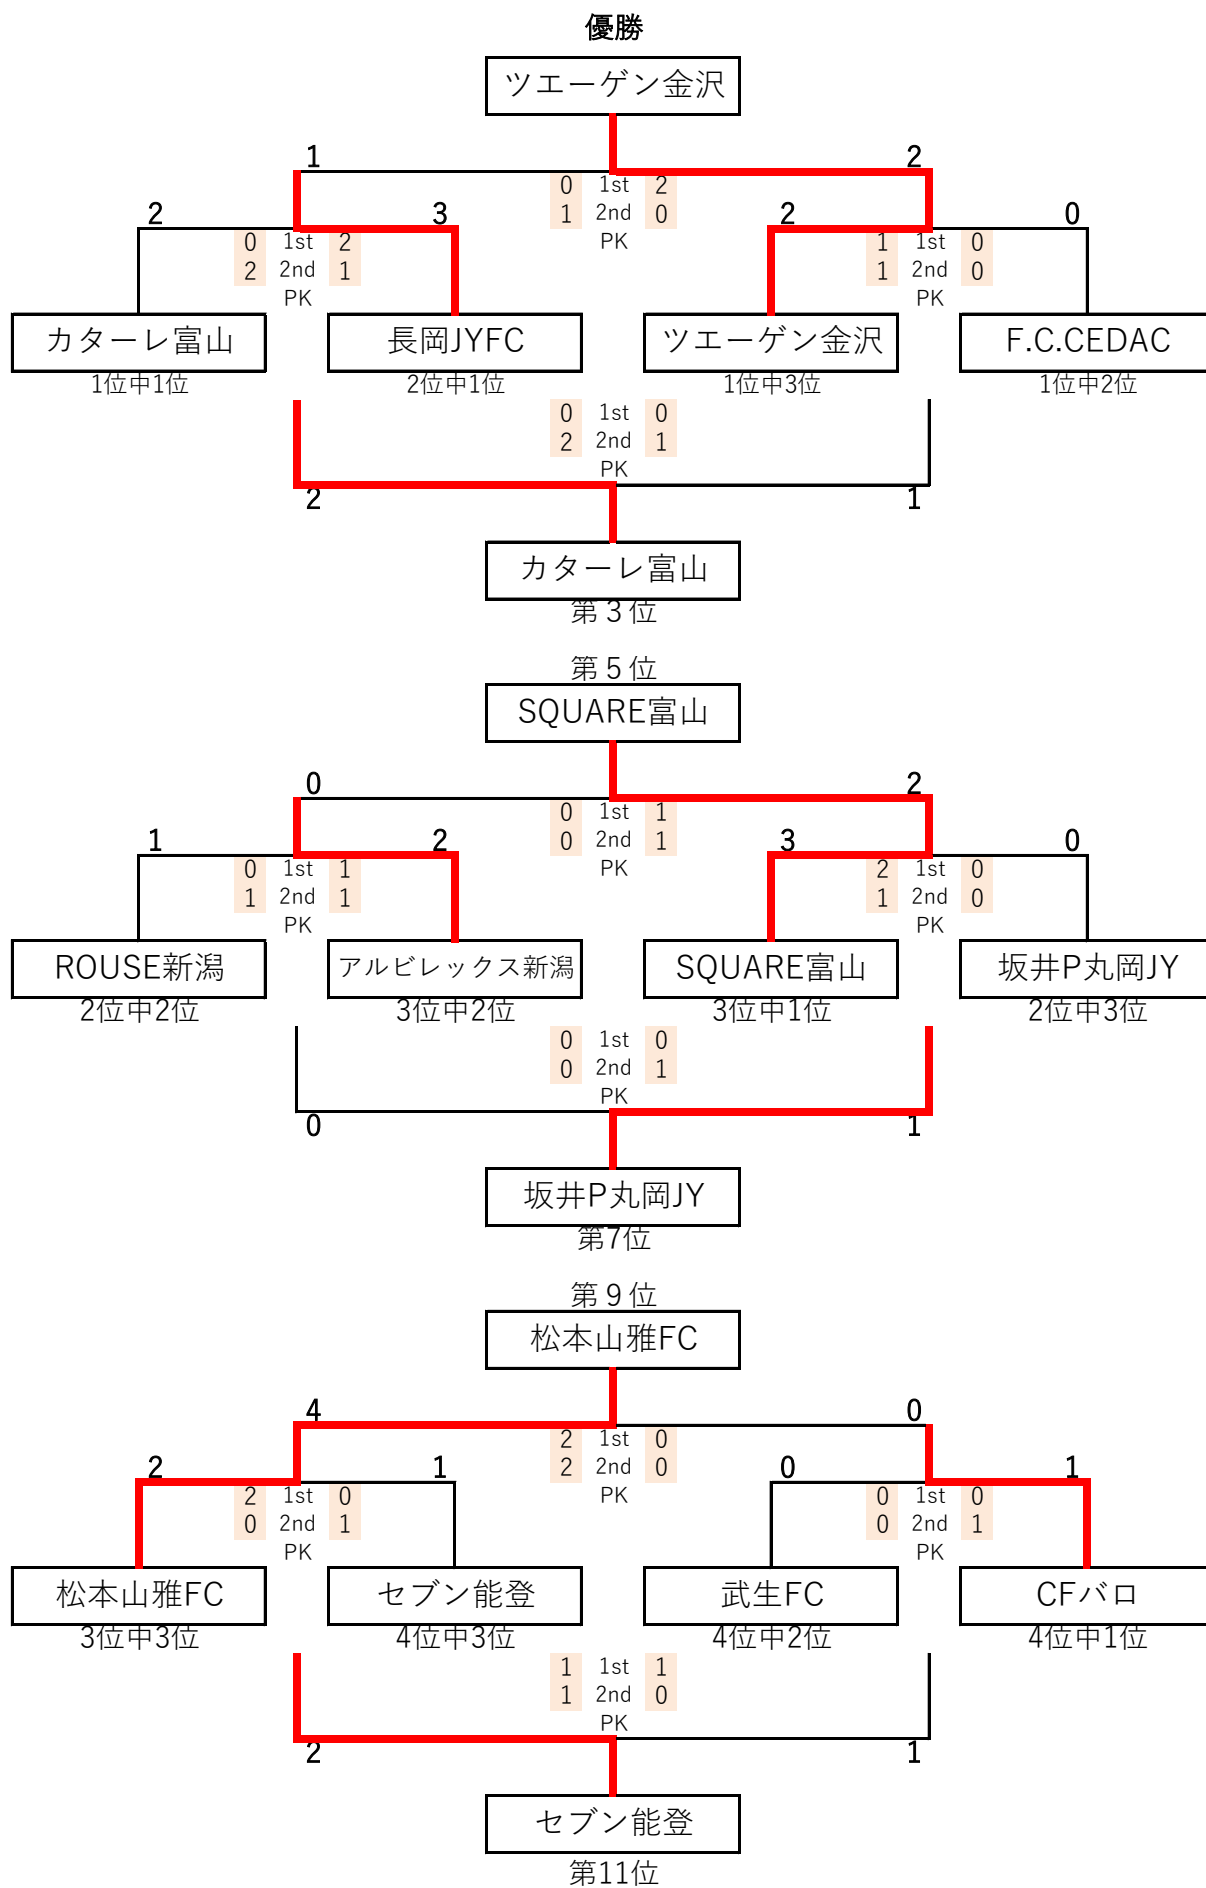 優勝
ツエーゲン金沢
1 2
0 1st 2
2 3 1 2nd 0 2 0
0 1st 2 PK 1 1st 0
2 2nd 1 1 2nd 0
PK PK
カターレ富山 長岡JYFC ツエーゲン金沢 F.C.CEDAC
1位中1位 2位中1位 1位中3位 1位中2位
0 1st 0
2 2nd 1
PK
2 1
カターレ富山
第３位
第５位
SQUARE富山
0 2
0 1st 1
1 2 0 2nd 1 3 0
0 1st 1 PK 2 1st 0
1 2nd 1 1 2nd 0
PK PK
ROUSE新潟 アルビレックス新潟 SQUARE富山 坂井P丸岡JY
2位中2位 3位中2位 3位中1位 2位中3位
0 1st 0
0 2nd 1
PK
0 1
坂井P丸岡JY
第7位
第９位
松本山雅FC
4 0
2 1st 0
2 1 2 2nd 0 0 1
2 1st 0 PK 0 1st 0
0 2nd 1 0 2nd 1
PK PK
松本山雅FC セブン能登 武生FC CFバロ
3位中3位 4位中3位 4位中2位 4位中1位
1 1st 1
1 2nd 0
PK
2 1
セブン能登
第11位